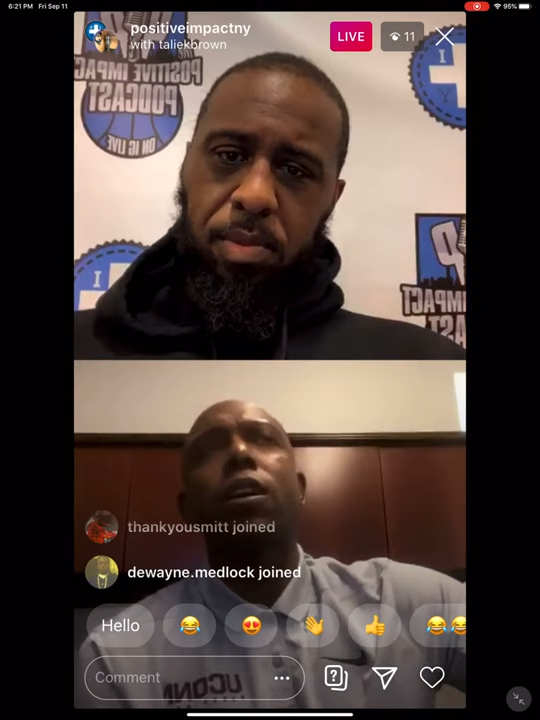 6:21 PM Fri Sep 11
95%
positiveimpactny
with taliekbrown
LIVE
11
POSITIVE IMPACT
PODCAST
ON IG LIVE
I
Y
I
IMPACT
thankyousmitt joined
dewayne.medlock joined
Hello
Comment
UCONN